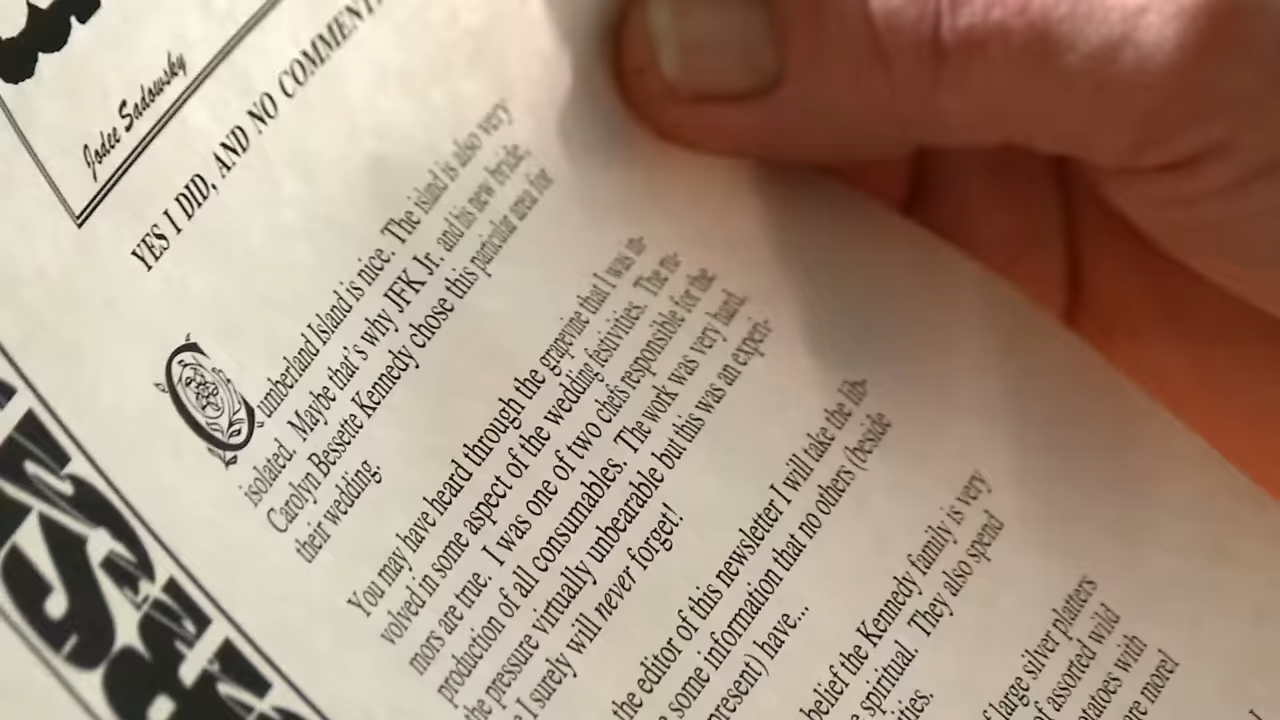 Jodee Sadowsky
YES I DID, AND NO COMMENT!
Cumberland Island is nice. The island is also very
isolated. Maybe that's why JFK Jr. and his new bride,
Carolyn Bessette Kennedy chose this particular area for
their wedding.
You may have heard through the grapevine that I was in-
volved in some aspect of the wedding festivities. The ru-
mors are true. I was one of two chefs responsible for the
production of all consumables. The work was very hard,
the pressure virtually unbearable but this was an experi-
I surely will never forget!
the editor of this newsletter I will take the lib-
some information that no others (beside
present) have...
belief the Kennedy family is very
spiritual. They also spend
large silver platters
of assorted wild
with